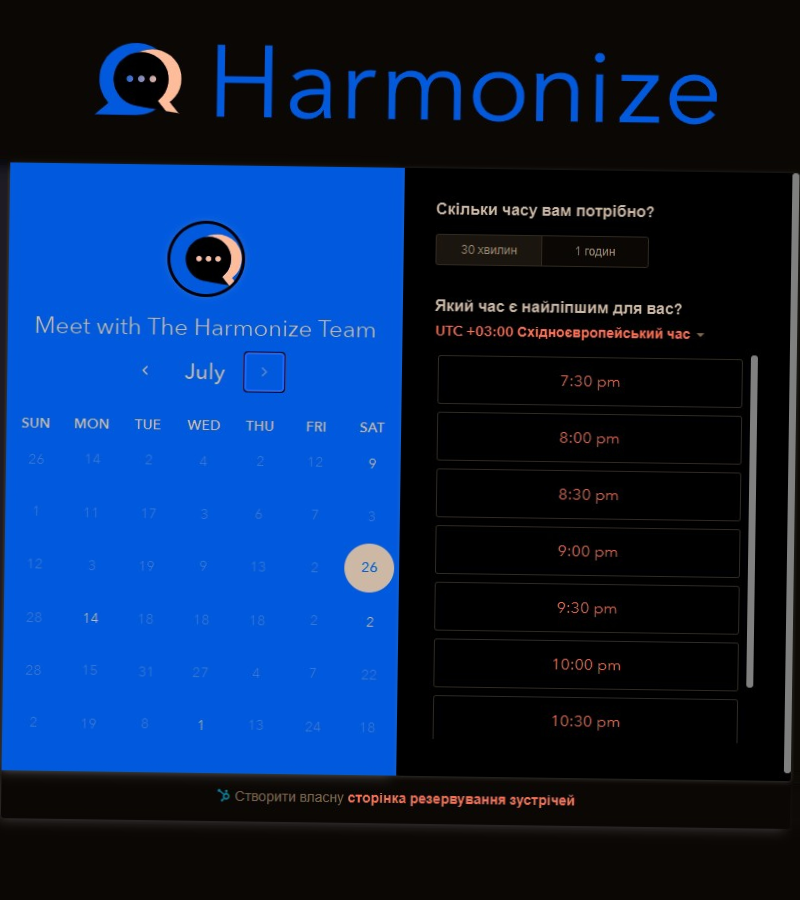 Harmonize
Meet with The Harmonize Team
July
SUN MON TUE WED THU FRI SAT
26 14 2 4 2 12 9
1 11 17 3 6 7 3
12 3 19 9 13 2 26
28 14 18 18 18 2 2
28 15 31 27 4 7 22
2 19 8 1 13 24 18
Скільки часу вам потрібно?
30 хвилин 1 годин
Який час є найліпшим для вас?
UTC +03:00 Східноєвропейський час
7:30 pm
8:00 pm
8:30 pm
9:00 pm
9:30 pm
10:00 pm
10:30 pm
Створити власну сторінка резервування зустрічей